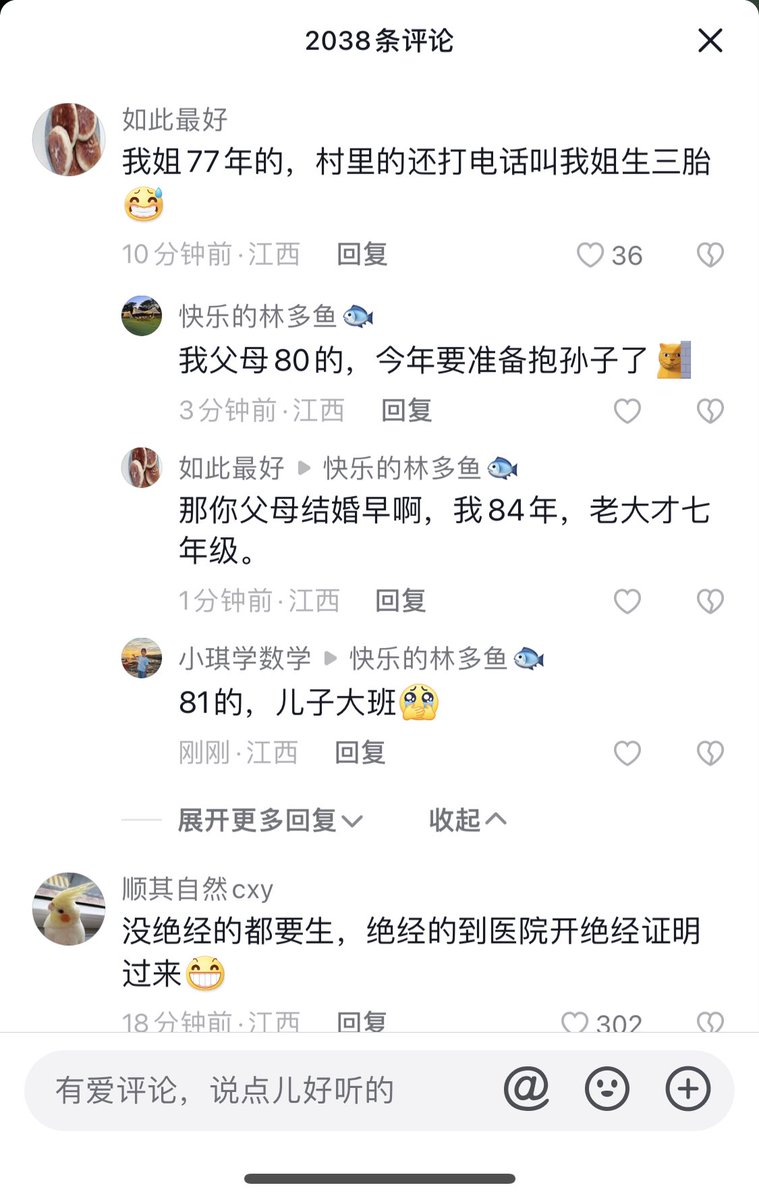 2038条评论
如此最好
我姐77年的，村里的还打电话叫我姐生三胎
😅
10分钟前·江西 回复 36
快乐的林多鱼🐟
我父母80的，今年要准备抱孙子了
3分钟前·江西 回复
如此最好 ▶ 快乐的林多鱼🐟
那你父母结婚早啊，我84年，老大才七
年级。
1分钟前·江西 回复
小琪学数学 ▶ 快乐的林多鱼🐟
81的，儿子大班🥹
刚刚·江西 回复
展开更多回复 收起
顺其自然cxy
没绝经的都要生，绝经的到医院开绝经证明
过来😁
18分钟前·江西 回复 302
有爱评论，说点儿好听的 @